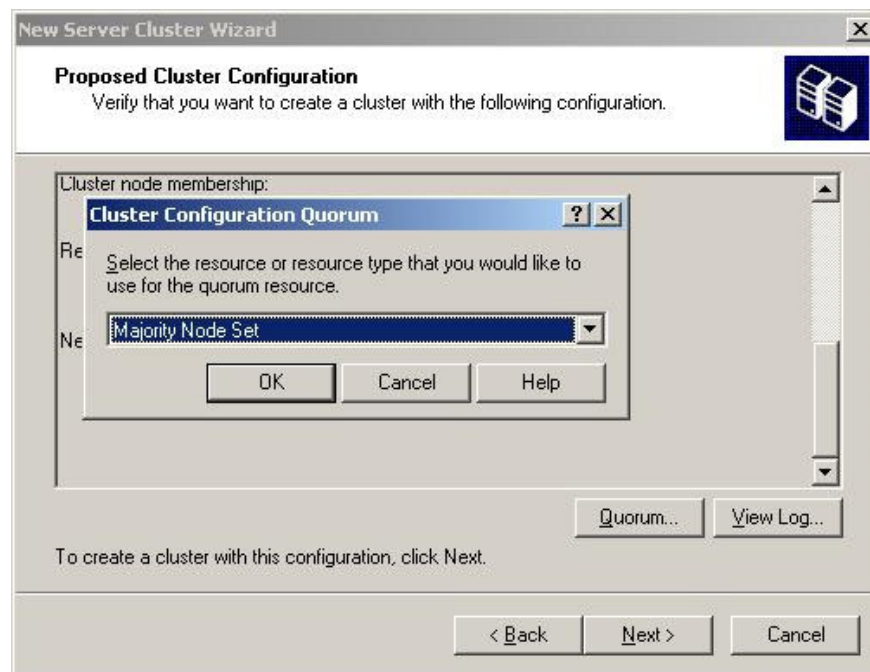 New Server Cluster Wizard
Proposed Cluster Configuration
Verify that you want to create a cluster with the following configuration.
Cluster node membership:
Cluster Configuration Quorum
Re
Select the resource or resource type that you would like to
use for the quorum resource.
Ne
Majority Node Set
OK Cancel Help
Quorum... View Log...
To create a cluster with this configuration, click Next.
< Back Next > Cancel